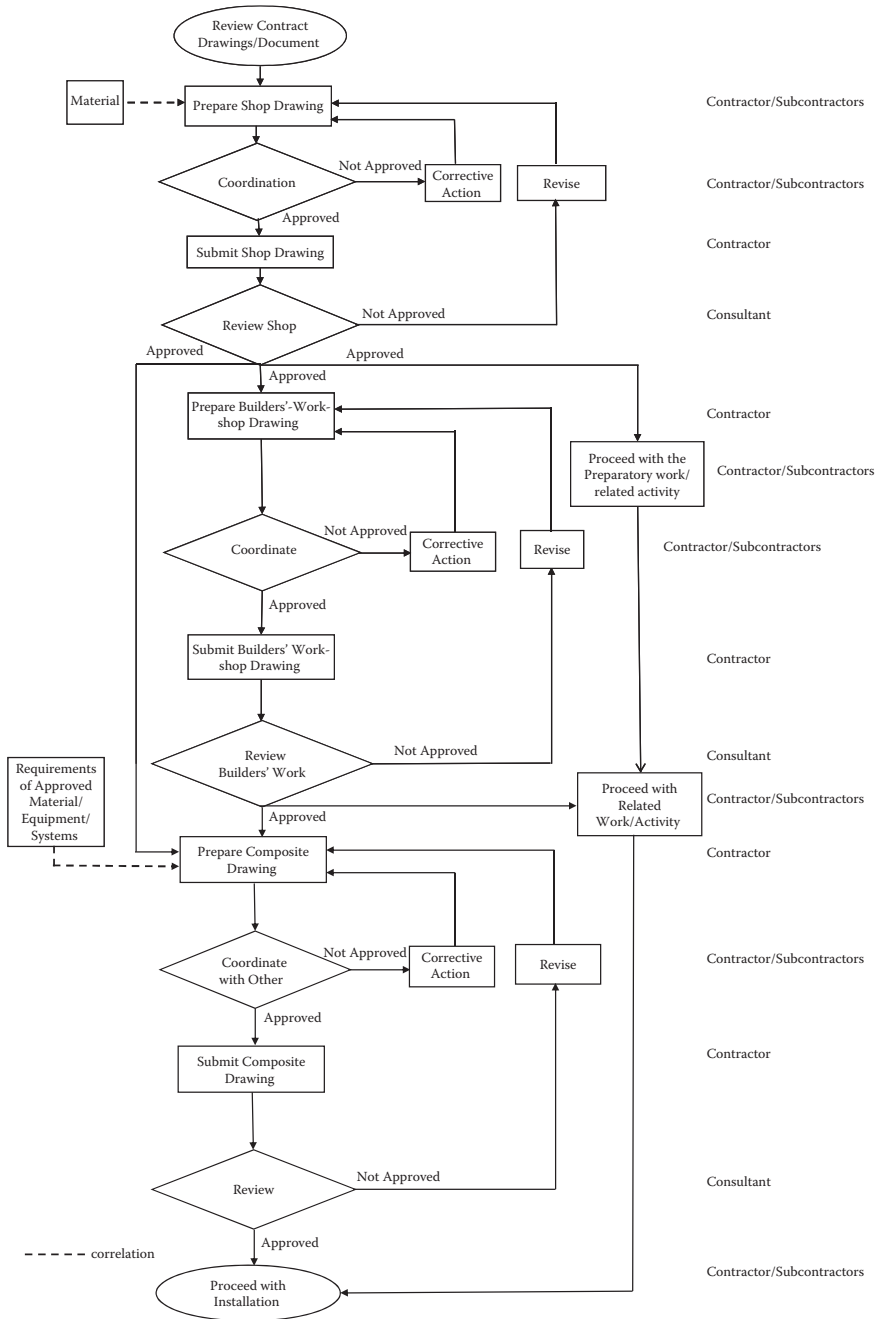 Review Contract
Drawings/Document
Material
Prepare Shop Drawing
Contractor/Subcontractors
Not Approved
Coordination
Corrective
Action
Revise
Contractor/Subcontractors
Approved
Submit Shop Drawing
Contractor
Review Shop
Not Approved
Consultant
Approved
Approved
Approved
Prepare Builders'-Work-
shop Drawing
Contractor
Proceed with the
Preparatory work/
related activity
Contractor/Subcontractors
Not Approved
Coordinate
Corrective
Action
Revise
Contractor/Subcontractors
Approved
Submit Builders' Work-
shop Drawing
Contractor
Review
Builders' Work
Not Approved
Consultant
Requirements
of Approved
Material/
Equipment/
Systems
Proceed with
Related
Work/Activity
Contractor/Subcontractors
Approved
Prepare Composite
Drawing
Contractor
Not Approved
Coordinate
with Other
Corrective
Action
Revise
Contractor/Subcontractors
Approved
Submit Composite
Drawing
Contractor
Not Approved
Review
Consultant
Approved
correlation
Proceed with
Installation
Contractor/Subcontractors